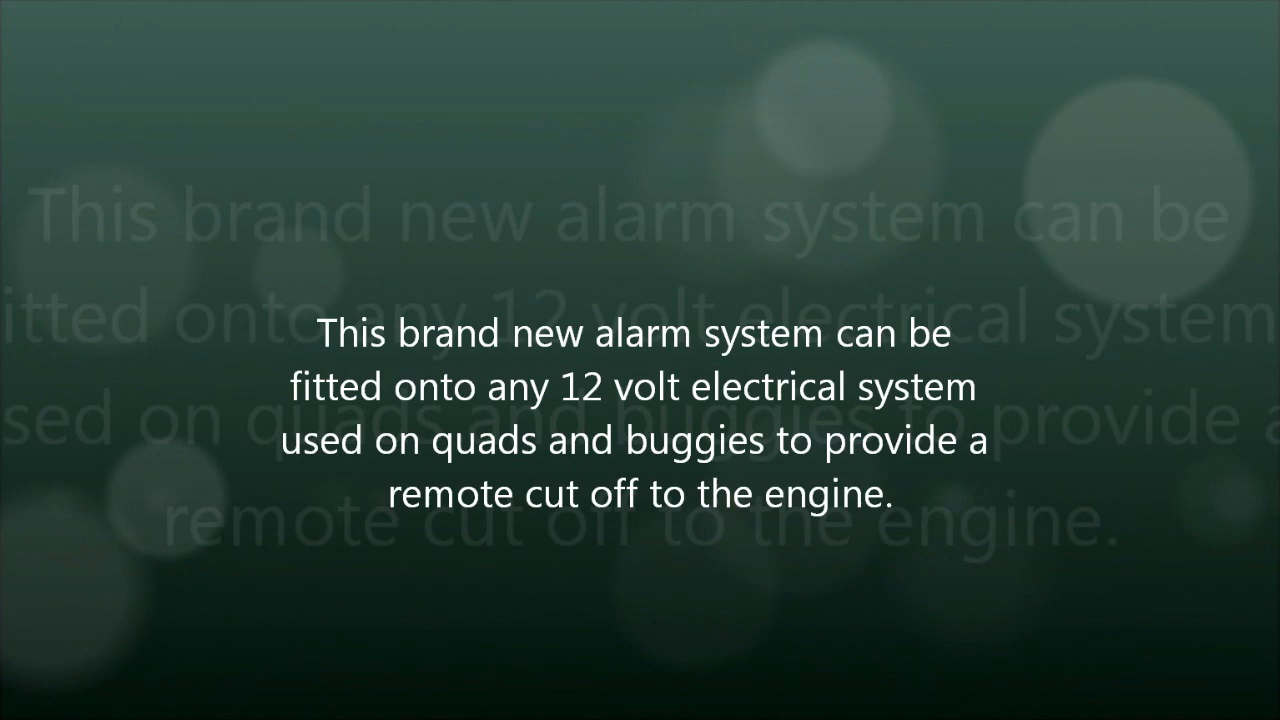 This brand new alarm system can be
fitted onto any 12 volt electrical system
used on quads and buggies to provide a
remote cut off to the engine.